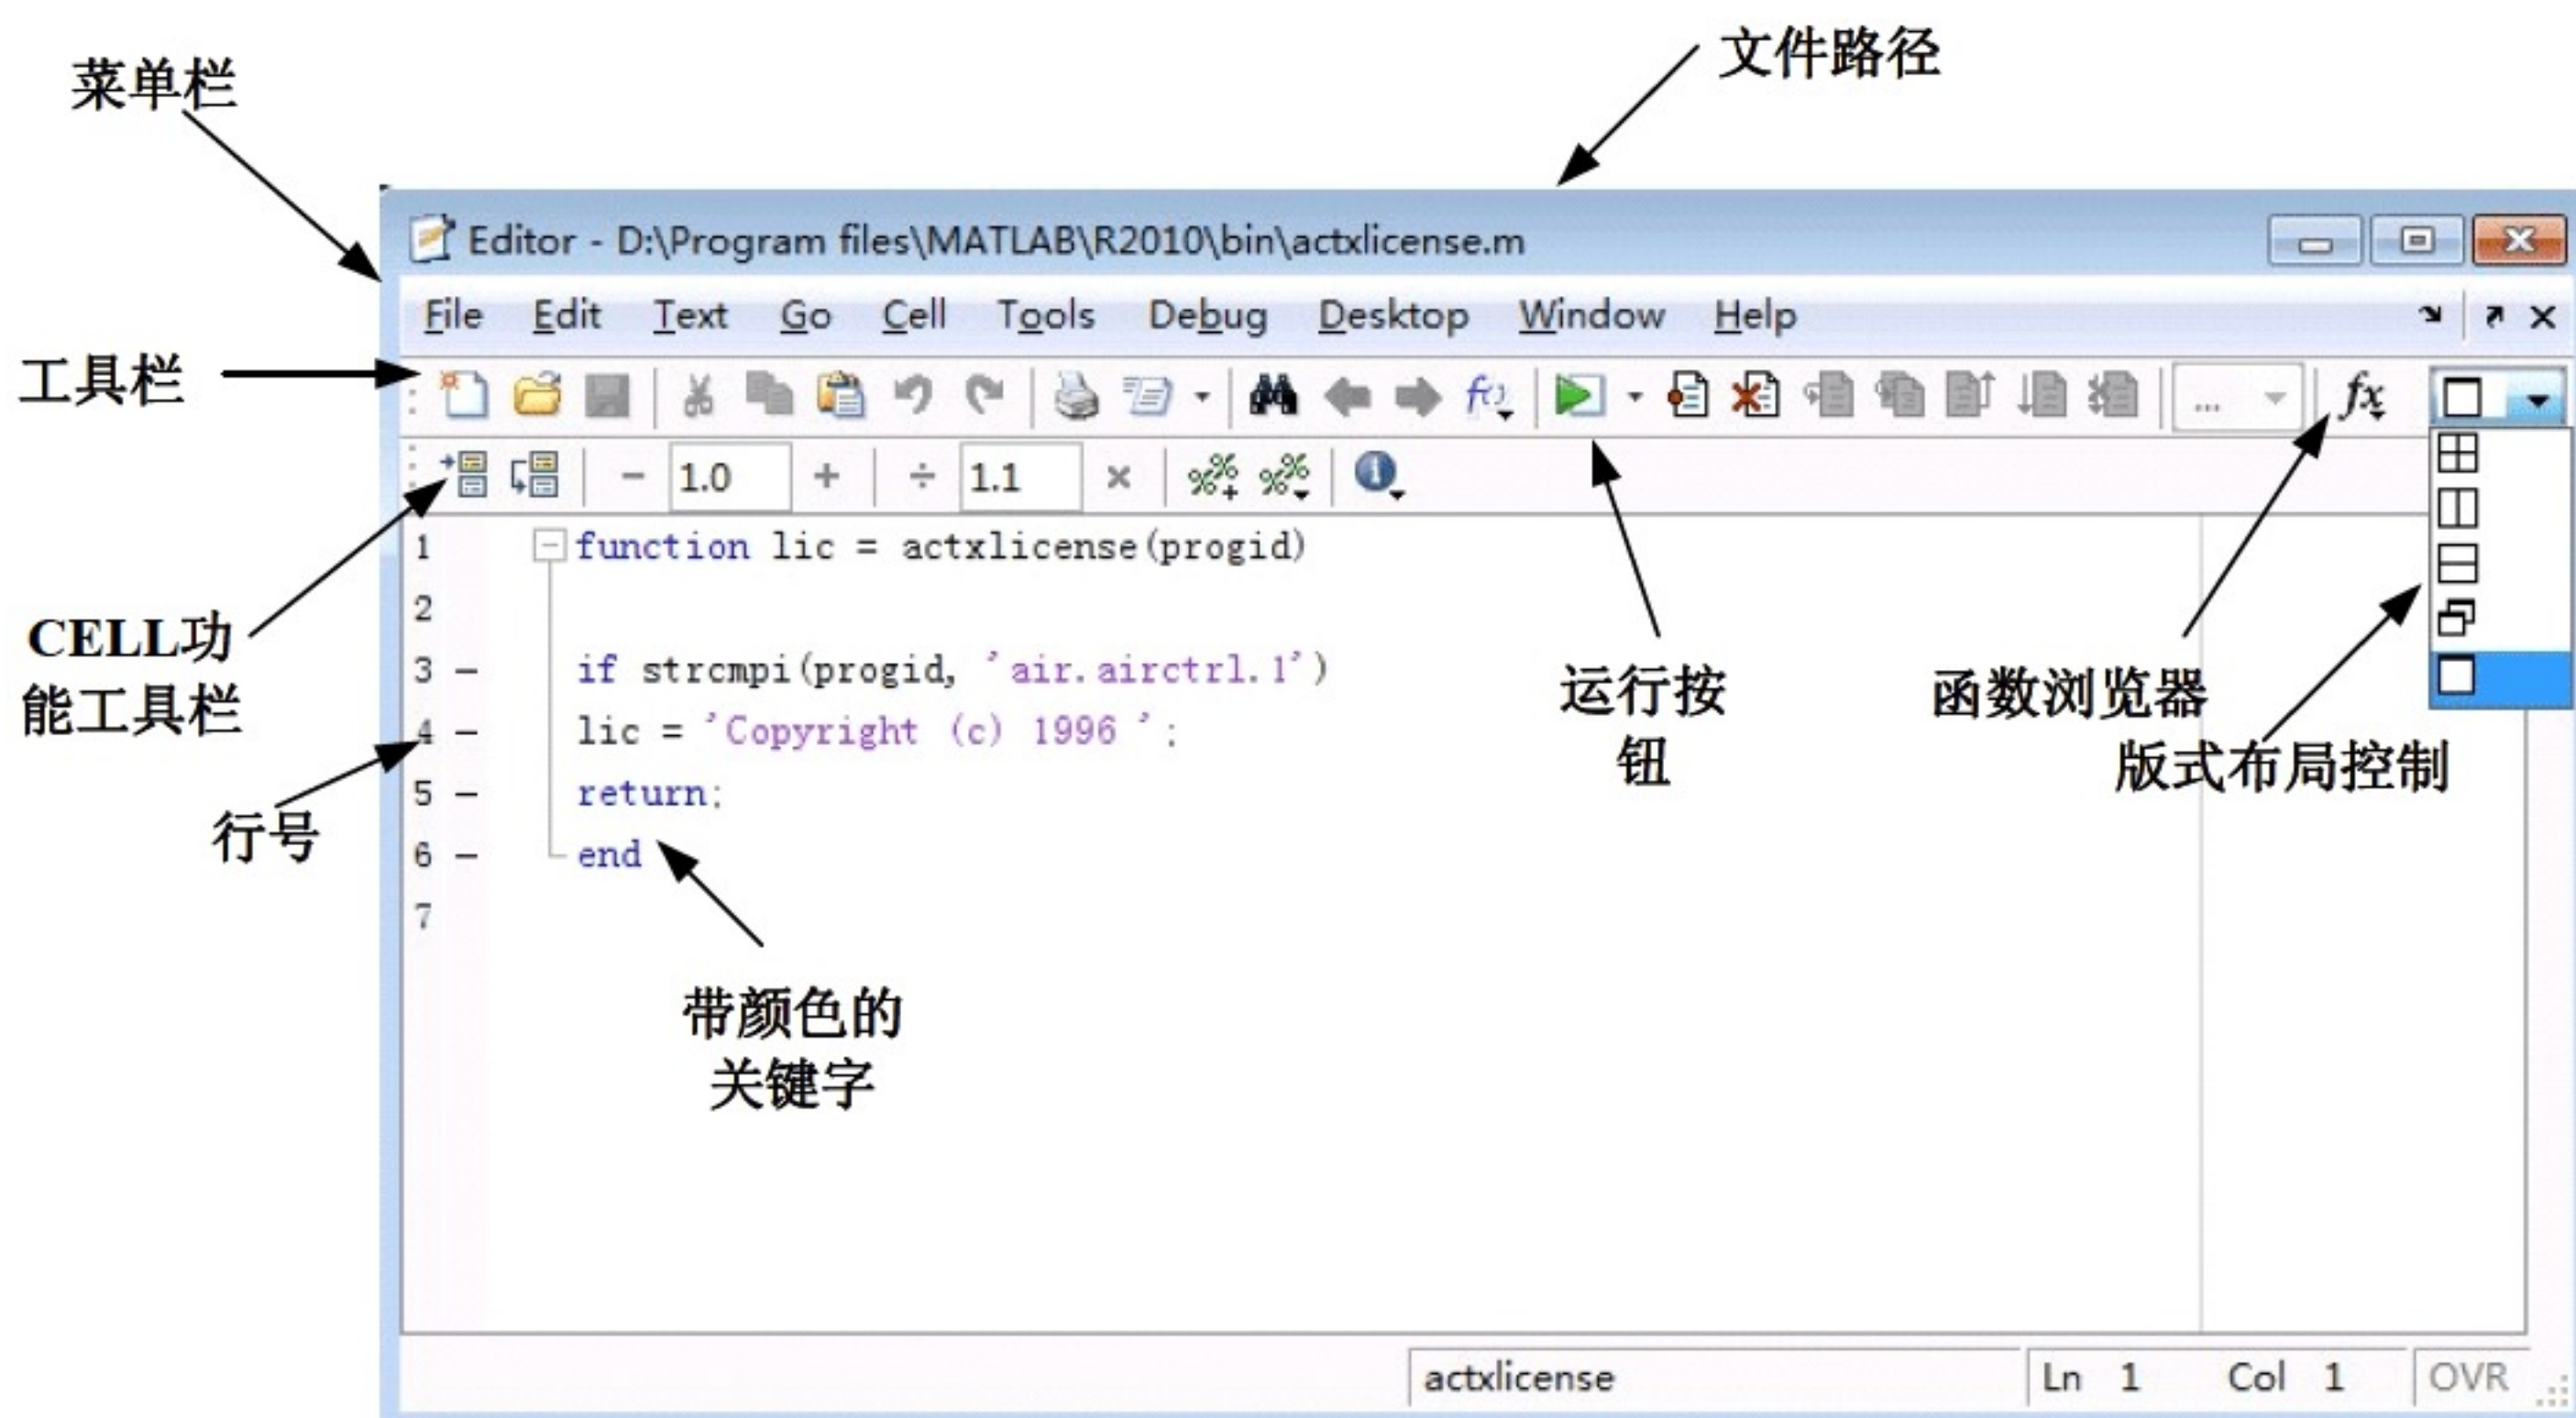 文件路径
菜单栏
Editor - D:\Program files\MATLAB\R2010\bin\actxlicense.m
File Edit Text Go Cell Tools Debug Desktop Window Help
工具栏
...
fx
1.0
1.1
1 function lic = actxlicense(progid)
2
3 — if strcmpi(progid, 'air.airctrl.1')
4 — lic = 'Copyright (c) 1996 ';
5 — return;
6 — end
7
CELL功
能工具栏
行号
运行按
钮
函数浏览器
版式布局控制
带颜色的
关键字
actxlicense
Ln 1 Col 1 OVR